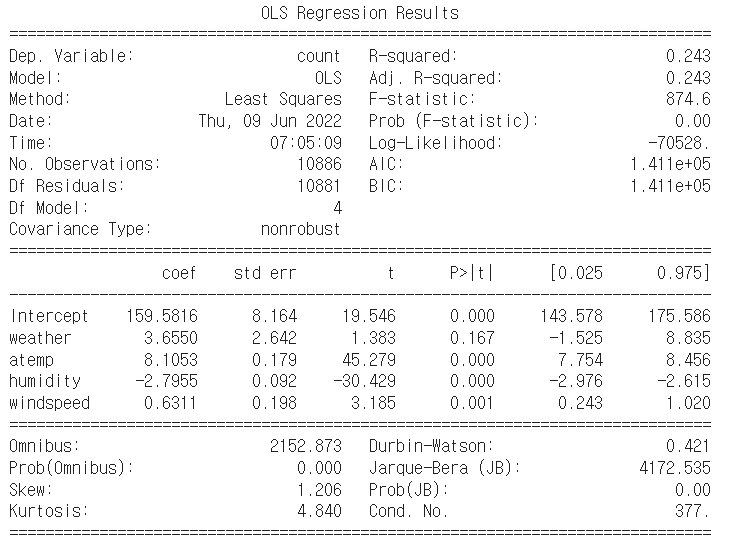 OLS Regression Results
==============================================================================
Dep. Variable: count R-squared: 0.243
Model: OLS Adj. R-squared: 0.243
Method: Least Squares F-statistic: 874.6
Date: Thu, 09 Jun 2022 Prob (F-statistic): 0.00
Time: 07:05:09 Log-Likelihood: -70528.
No. Observations: 10886 AIC: 1.411e+05
Df Residuals: 10881 BIC: 1.411e+05
Df Model: 4
Covariance Type: nonrobust
==============================================================================
coef std err t P>|t| [0.025 0.975]
------------------------------------------------------------------------------
Intercept 159.5816 8.164 19.546 0.000 143.578 175.586
weather 3.6550 2.642 1.383 0.167 -1.525 8.835
atemp 8.1053 0.179 45.279 0.000 7.754 8.456
humidity -2.7955 0.092 -30.429 0.000 -2.976 -2.615
windspeed 0.6311 0.198 3.185 0.001 0.243 1.020
==============================================================================
Omnibus: 2152.873 Durbin-Watson: 0.421
Prob(Omnibus): 0.000 Jarque-Bera (JB): 4172.535
Skew: 1.206 Prob(JB): 0.00
Kurtosis: 4.840 Cond. No. 377.
==============================================================================